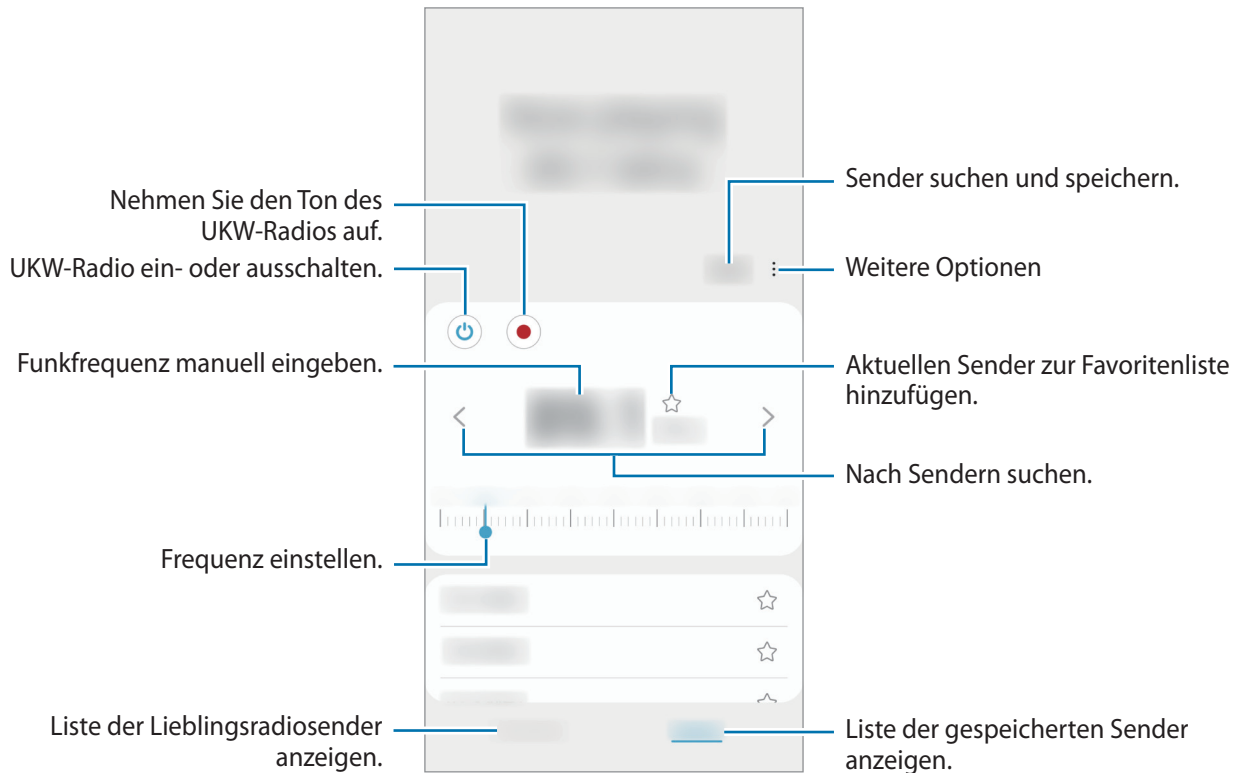 Nehmen Sie den Ton des
UKW-Radios auf.
UKW-Radio ein- oder ausschalten.
Funkfrequenz manuell eingeben.
Frequenz einstellen.
Liste der Lieblingsradiosender
anzeigen.
Sender suchen und speichern.
Weitere Optionen
Aktuellen Sender zur Favoritenliste
hinzufügen.
Nach Sendern suchen.
Liste der gespeicherten Sender
anzeigen.